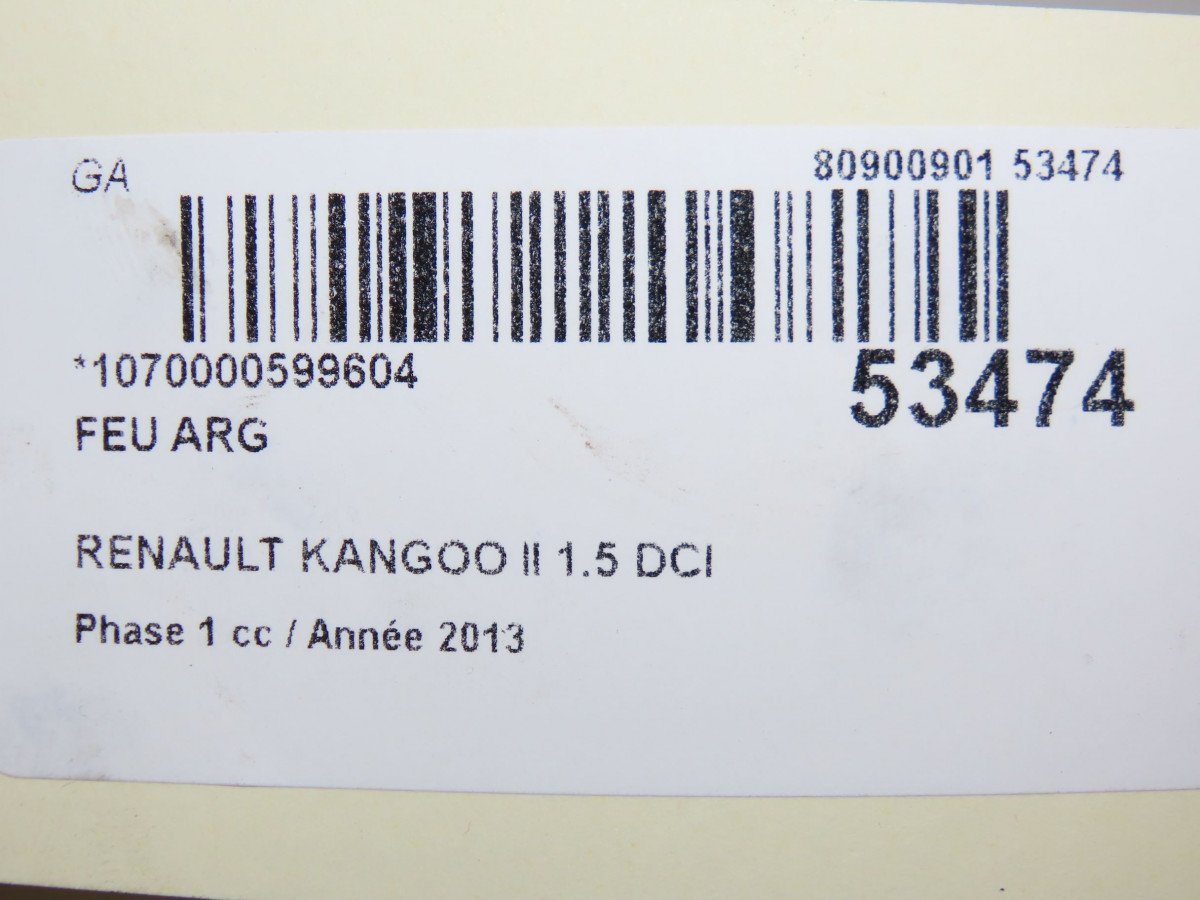 GA
80900901 53474
*1070000599604
53474
FEU ARG
RENAULT KANGOO II 1.5 DCI
Phase 1 cc / Année 2013